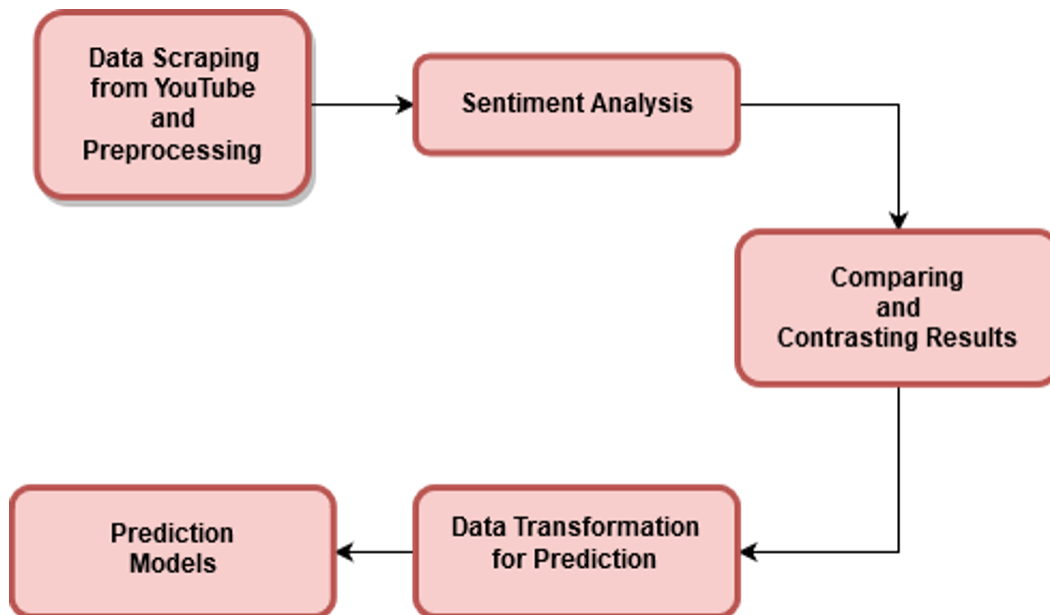 Data Scraping
from YouTube
and
Preprocessing
Sentiment Analysis
Comparing
and
Contrasting Results
Data Transformation
for Prediction
Prediction
Models